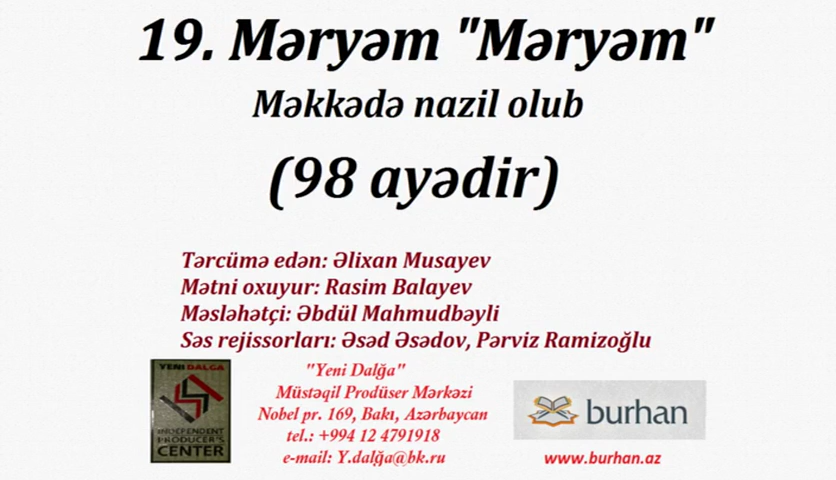 19. Məryəm "Məryəm"
Məkkədə nazil olub
(98 ayədir)
Tərcümə edən: Əlixan Musayev
Mətni oxuyur: Rasim Balayev
Məsləhətçi: Əbdül Mahmudbəyli
Səs rejissorları: Əsəd Əsədov, Pərviz Ramizoğlu
YENI DALGA
INDEPENDENT
PRODUCER'S
CENTER
"Yeni Dalğa"
Müstəqil Prodüser Mərkəzi
Nobel pr. 169, Bakı, Azərbaycan
tel.: +994 12 4791918
e-mail: Y.dalğa@bk.ru
burhan
www.burhan.az